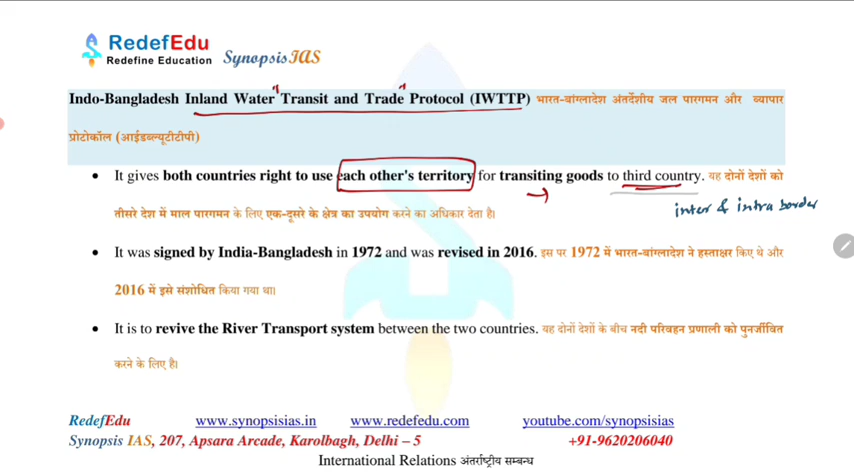 RedefEdu
Redefine Education
Synopsis IAS
Indo-Bangladesh Inland Water Transit and Trade Protocol (IWTTP) भारत-बांग्लादेश अंतर्देशीय जल पारगमन और व्यापार
प्रोटोकॉल (आईडब्ल्यूटीटीपी)
• It gives both countries right to use each other's territory for transiting goods to third country. यह दोनों देशों को
तीसरे देश में माल पारगमन के लिए एक-दूसरे के क्षेत्र का उपयोग करने का अधिकार देता है।
inter & intra border
• It was signed by India-Bangladesh in 1972 and was revised in 2016. इस पर 1972 में भारत-बांग्लादेश ने हस्ताक्षर किए थे और
2016 में इसे संशोधित किया गया था।
• It is to revive the River Transport system between the two countries. यह दोनों देशों के बीच नदी परिवहन प्रणाली को पुनर्जीवित
करने के लिए है।
RedefEdu www.synopsisias.in www.redefedu.com youtube.com/synopsisias
Synopsis IAS, 207, Apsara Arcade, Karolbagh, Delhi – 5 +91-9620206040
International Relations अंतर्राष्ट्रीय सम्बन्ध